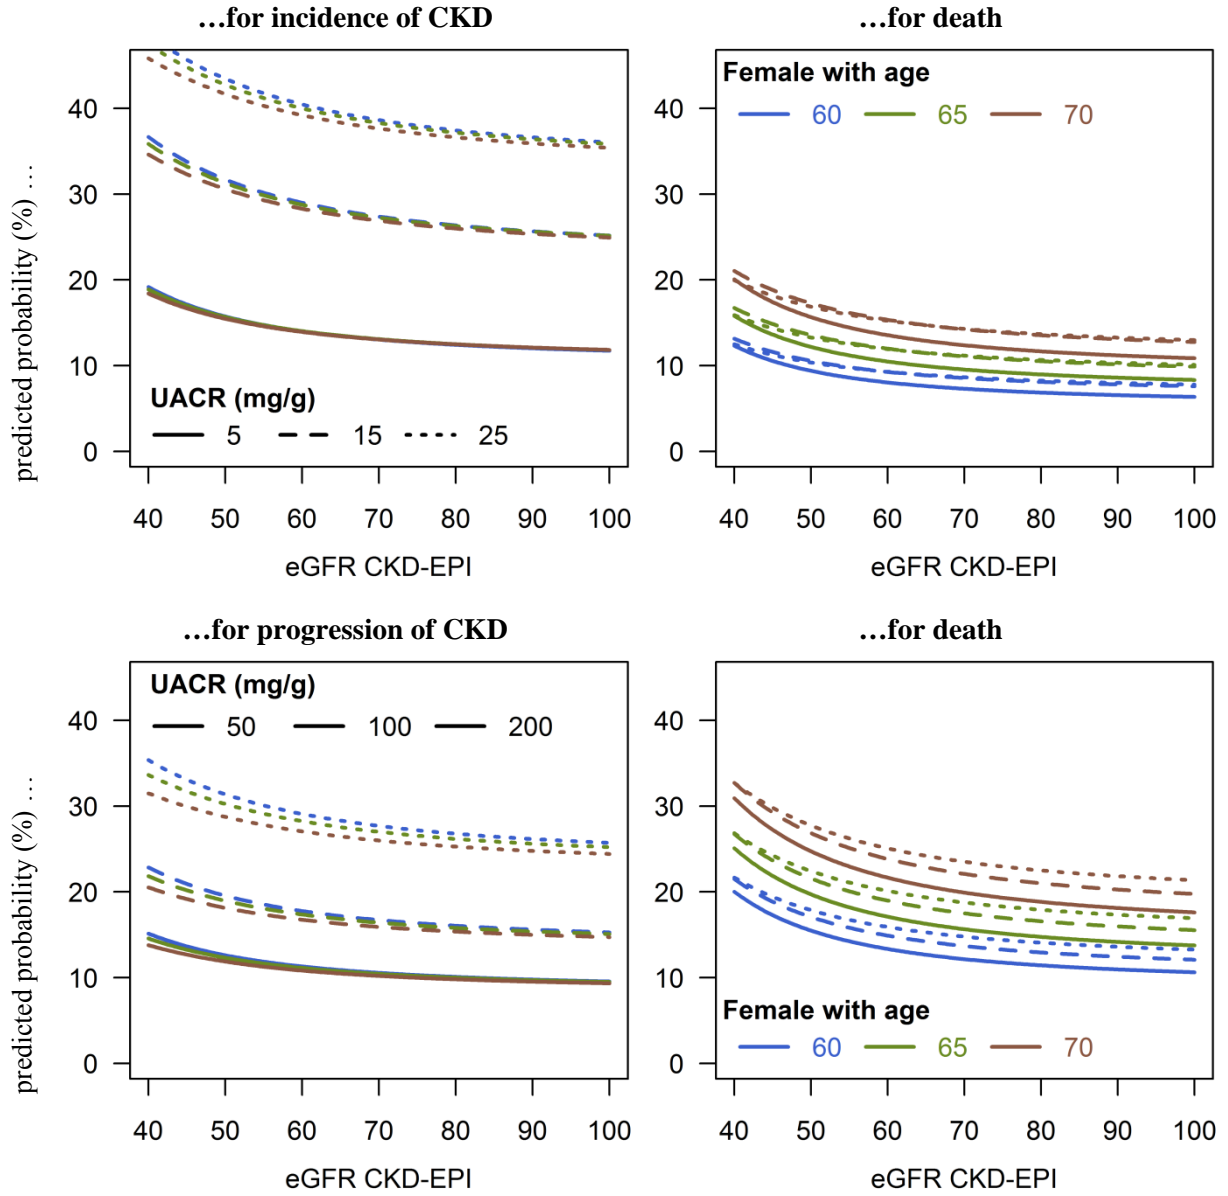 …for incidence of CKD
predicted probability (%) …
40
30
20
10
0
UACR (mg/g)
5 15 25
40 50 60 70 80 90 100
eGFR CKD-EPI
…for death
Female with age
60 65 70
40
30
20
10
0
40 50 60 70 80 90 100
eGFR CKD-EPI
…for progression of CKD
predicted probability (%) …
UACR (mg/g)
50 100 200
40
30
20
10
0
40 50 60 70 80 90 100
eGFR CKD-EPI
…for death
40
30
20
10
0
Female with age
60 65 70
40 50 60 70 80 90 100
eGFR CKD-EPI